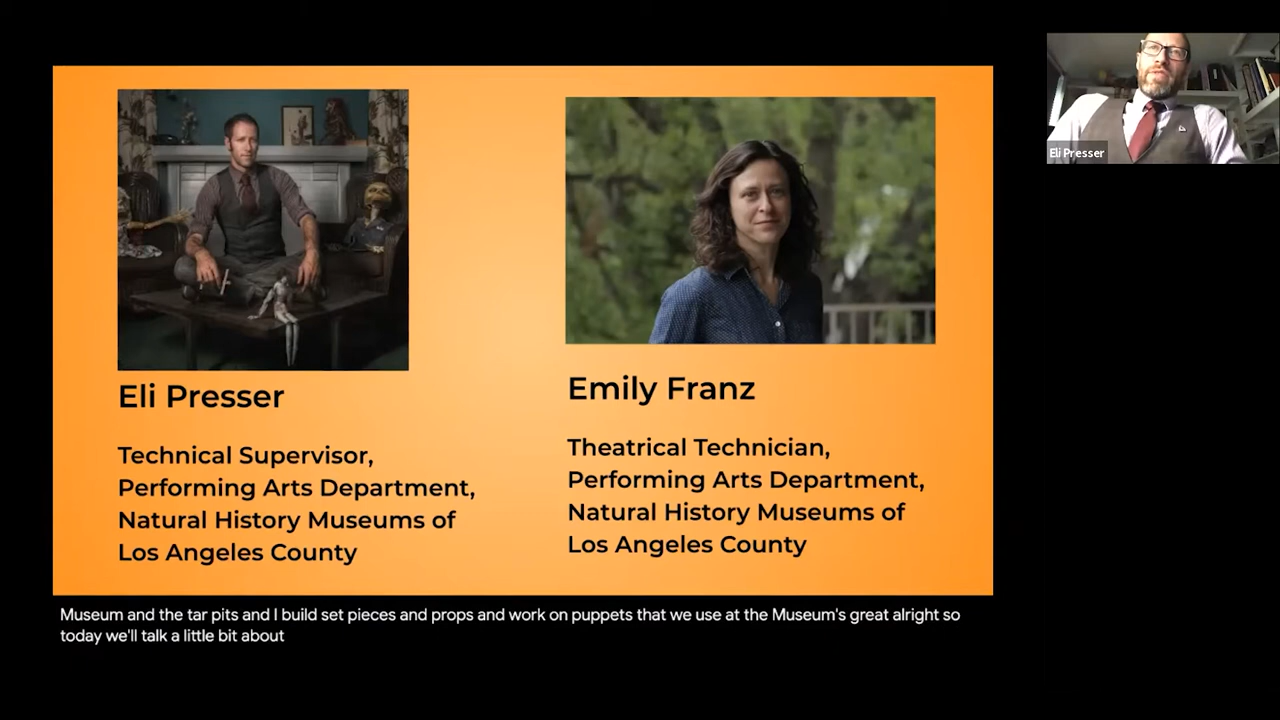 Eli Presser
Technical Supervisor,
Performing Arts Department,
Natural History Museums of
Los Angeles County
Emily Franz
Theatrical Technician,
Performing Arts Department,
Natural History Museums of
Los Angeles County
Eli Presser
Museum and the tar pits and I build set pieces and props and work on puppets that we use at the Museum's great alright so
today we'll talk a little bit about